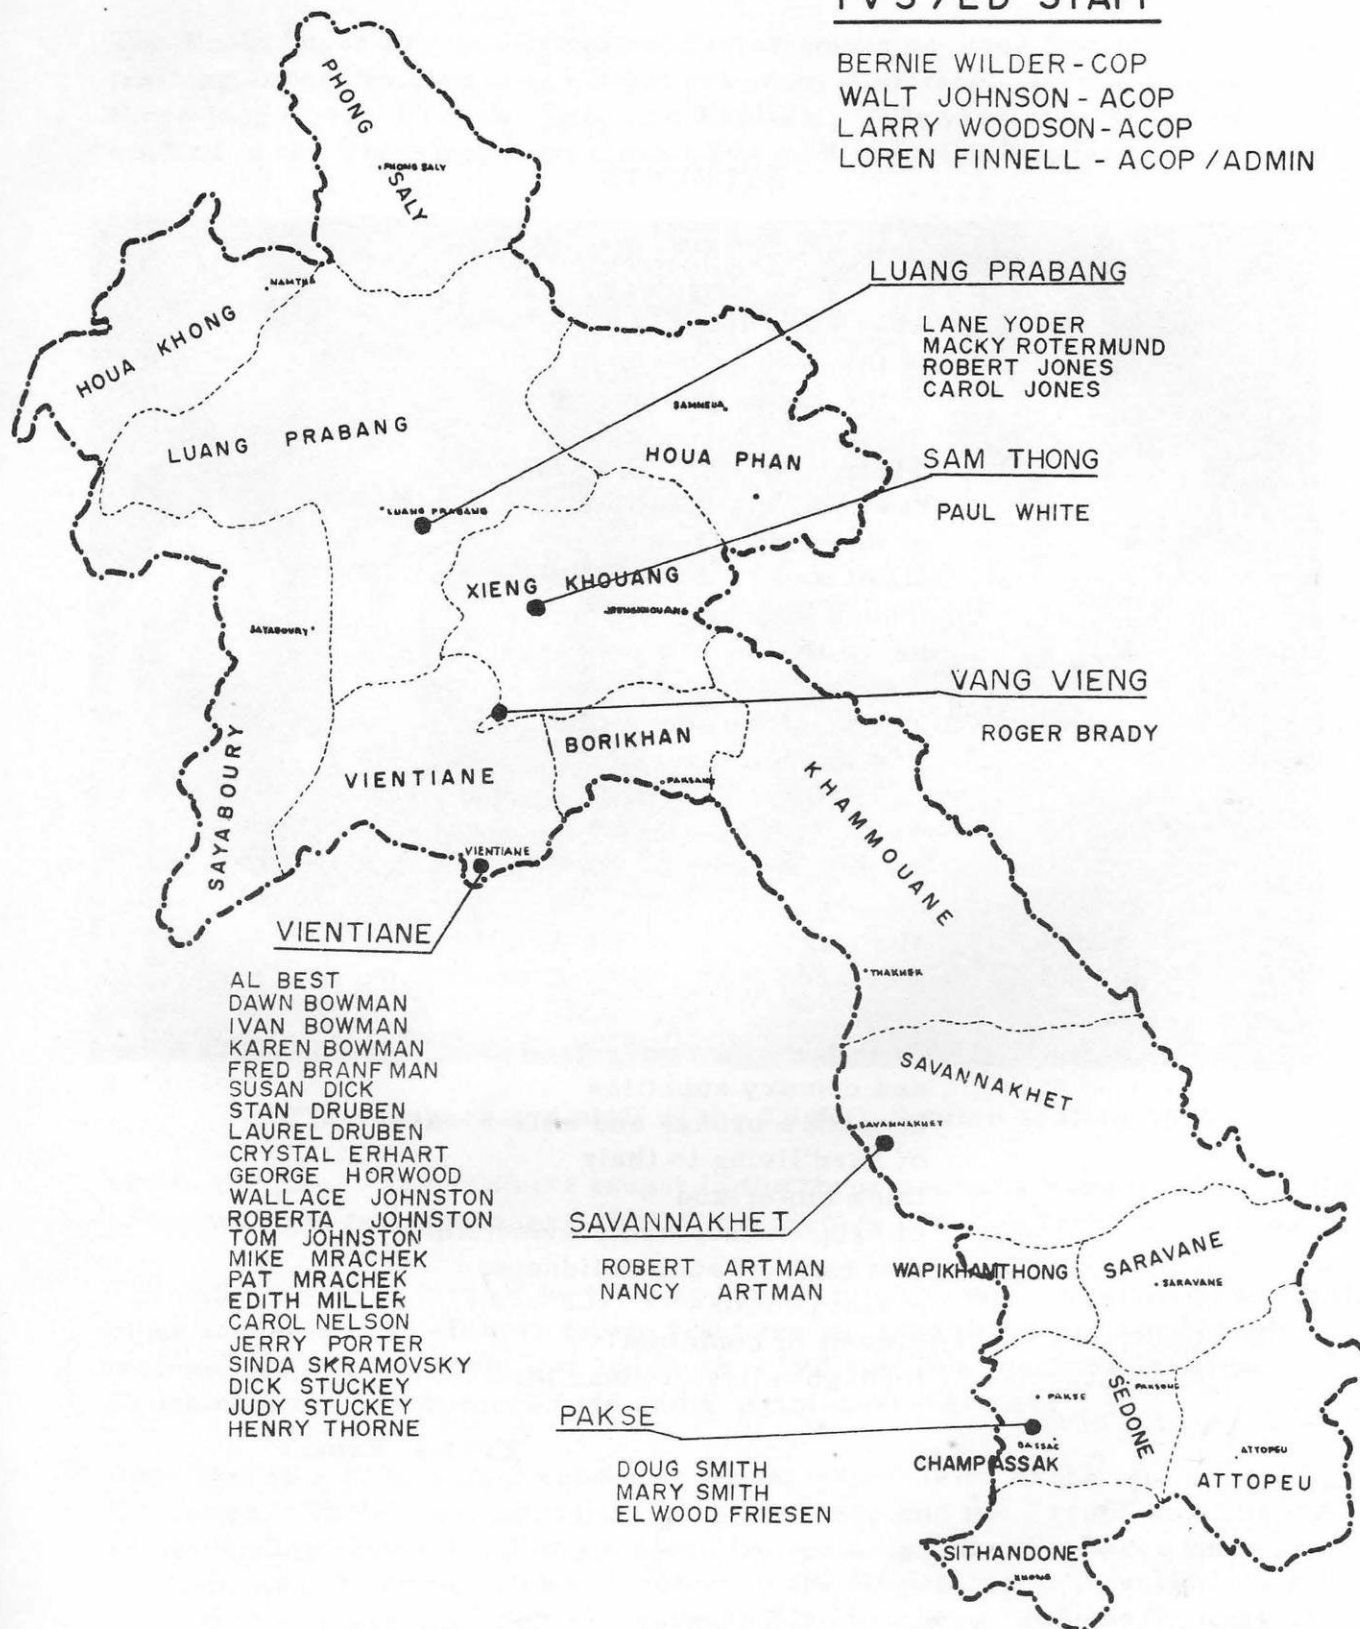 IVS/ED STAFF
BERNIE WILDER - COP
WALT JOHNSON - ACOP
LARRY WOODSON - ACOP
LOREN FINNELL - ACOP / ADMIN
PHONG SALY
PHONG SALY
HOUA KHONG
NAMTHA
LUANG PRABANG
LUANG PRABANG
LUANG PRABANG
LANE YODER
MACKY ROTERMUND
ROBERT JONES
CAROL JONES
SAMNEUA
HOUA PHAN
SAM THONG
PAUL WHITE
XIENG KHOUANG
XIENGKHOUANG
SAYABOURY
SAYABOURY
VANG VIENG
ROGER BRADY
BORIKHAN
PAKSANE
VIENTIANE
VIENTIANE
KHAMMOUANE
THAKHEK
VIENTIANE
AL BEST
DAWN BOWMAN
IVAN BOWMAN
KAREN BOWMAN
FRED BRANFMAN
SUSAN DICK
STAN DRUBEN
LAUREL DRUBEN
CRYSTAL ERHART
GEORGE HORWOOD
WALLACE JOHNSTON
ROBERTA JOHNSTON
TOM JOHNSTON
MIKE MRACHEK
PAT MRACHEK
EDITH MILLER
CAROL NELSON
JERRY PORTER
SINDA SKRAMOVSKY
DICK STUCKEY
JUDY STUCKEY
HENRY THORNE
SAVANNAKHET
SAVANNAKHET
SAVANNAKHET
ROBERT ARTMAN
NANCY ARTMAN
WAPIKHANTHONG
SARAVANE
SARAVANE
SEDONE
PAKSE
PAKSONG
PAKSE
DOUG SMITH
MARY SMITH
ELWOOD FRIESEN
BASSAC
CHAMPASSAK
ATTOPEU
ATTOPEU
SITHANDONE
KHONG